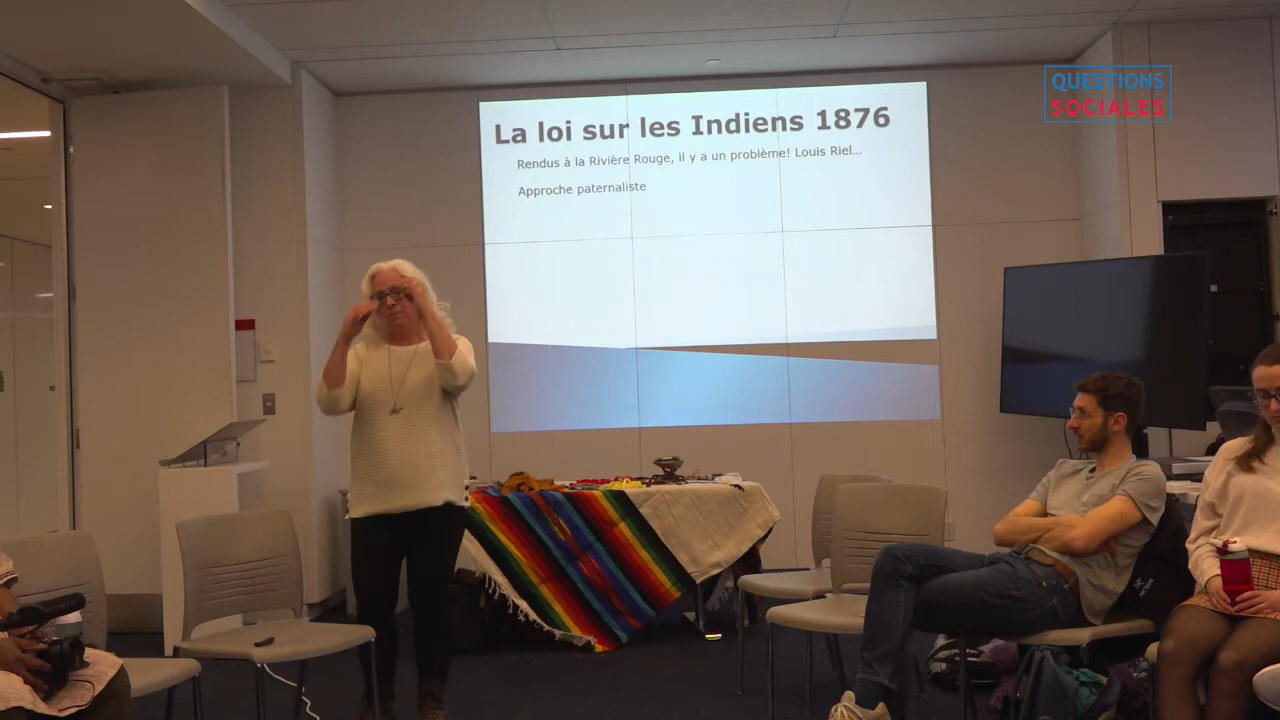 QUESTIONS
SOCIALES
La loi sur les Indiens 1876
Rendus à la Rivière Rouge, il y a un problème! Louis Riel...
Approche paternaliste